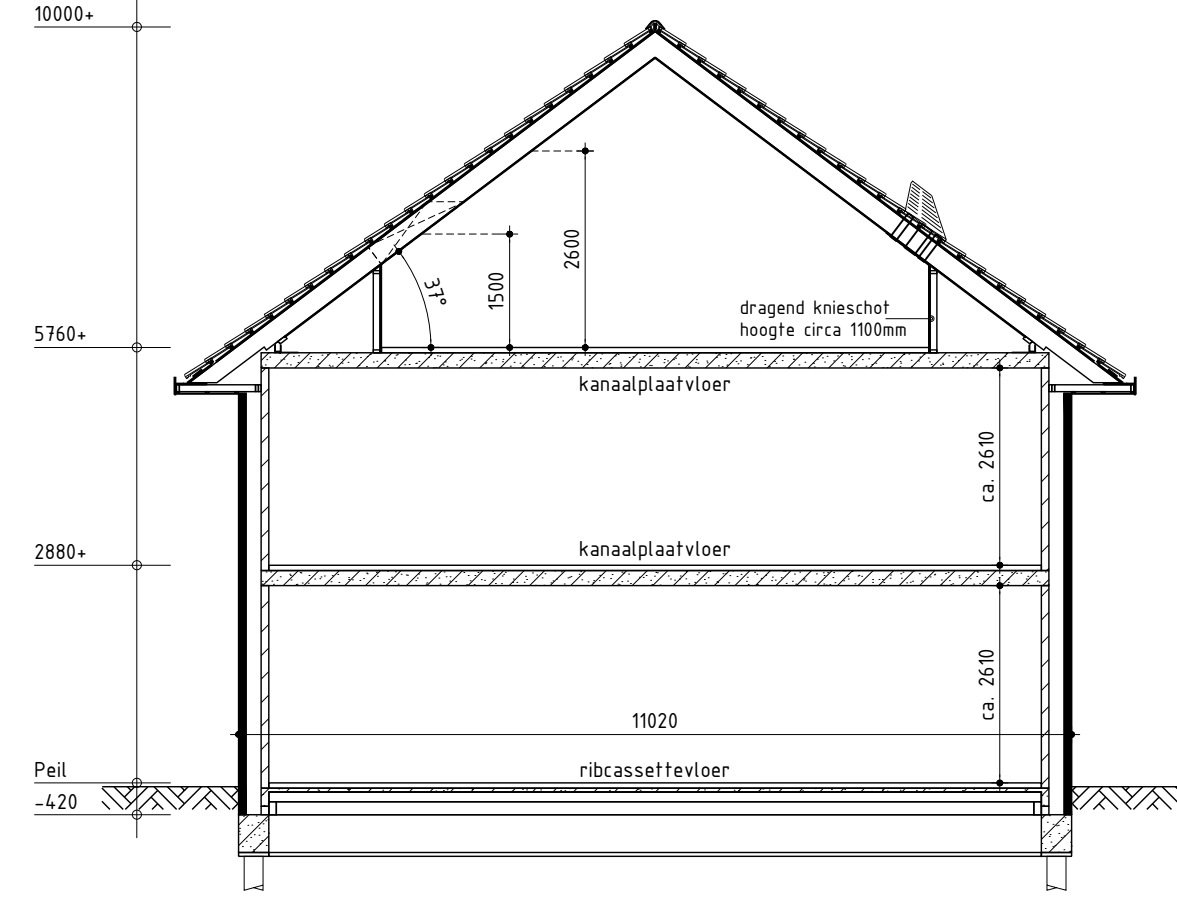 10000+
2600
1500
37°
dragend knieschot
hoogte circa 1100mm
5760+
kanaalplaatvloer
ca. 2610
kanaalplaatvloer
2880+
ca. 2610
11020
Peil
ribcassettevloer
-420